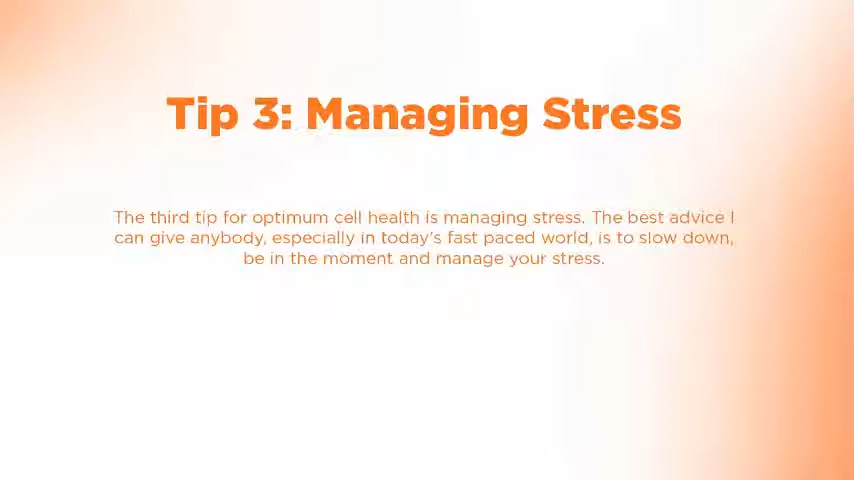 Tip 3: Managing Stress
The third tip for optimum cell health is managing stress. The best advice I
can give anybody, especially in today's fast paced world, is to slow down,
be in the moment and manage your stress.